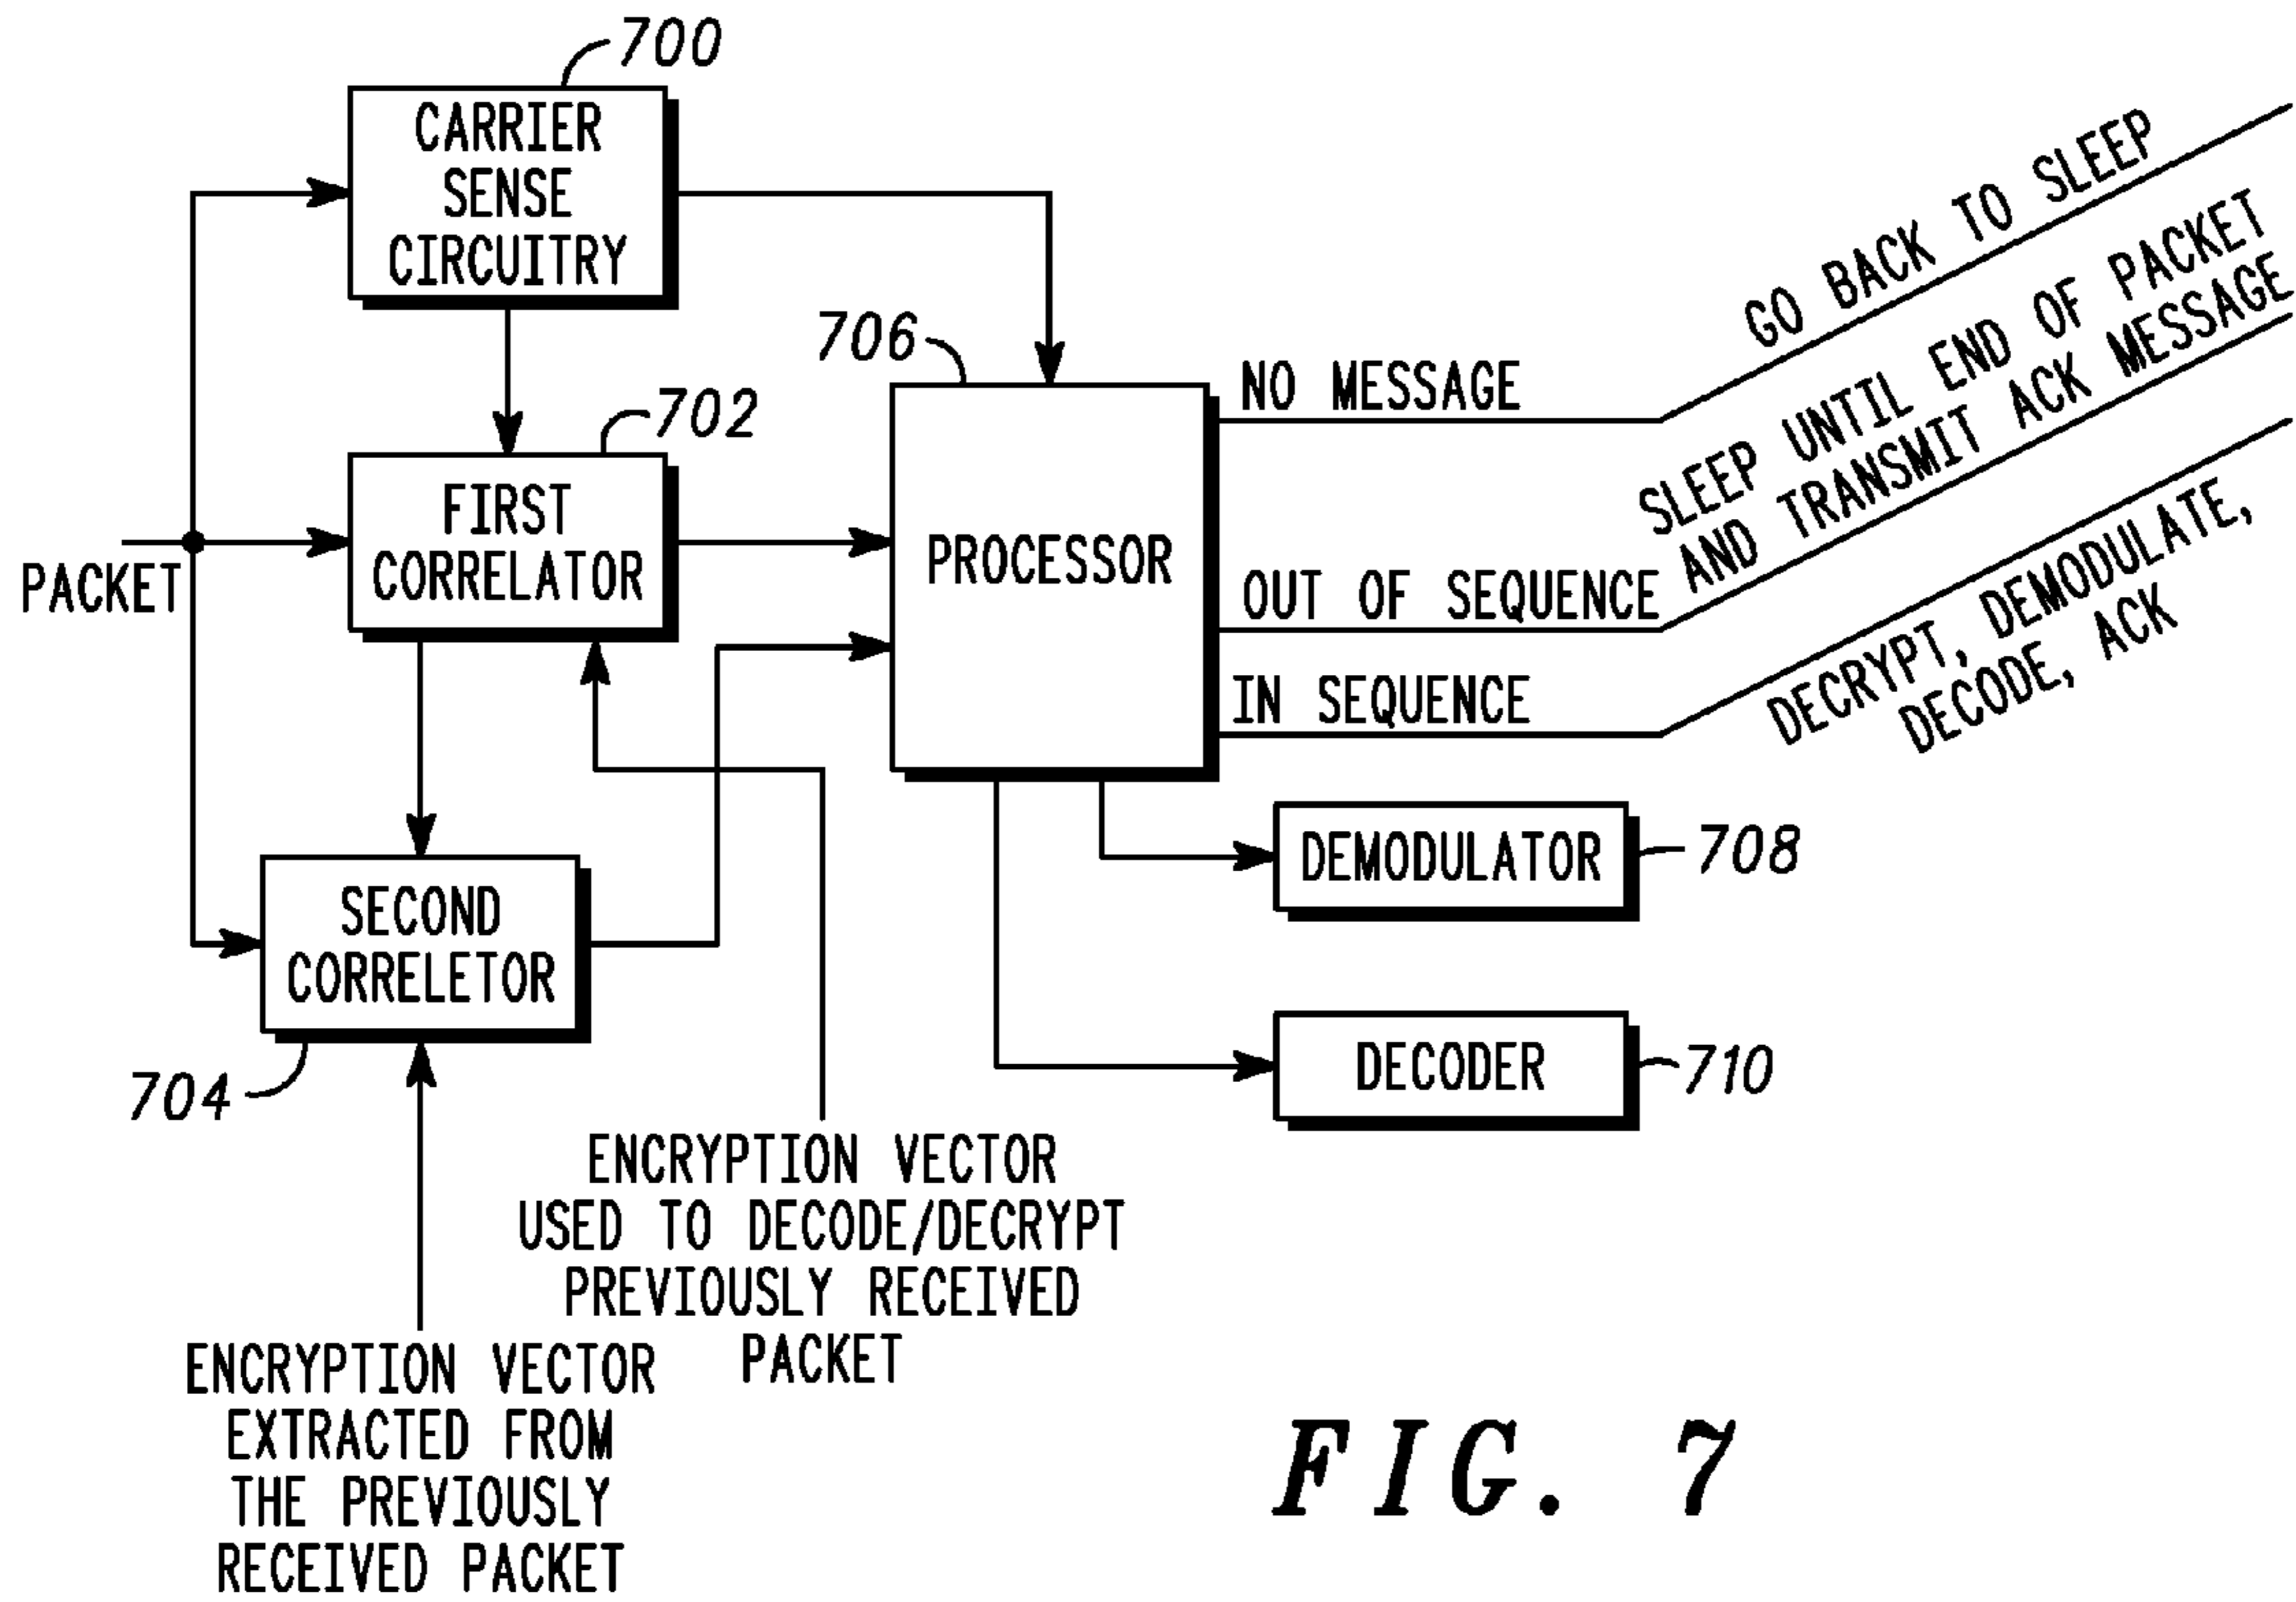 700
CARRIER
SENSE
CIRCUITRY
702
FIRST
CORRELATOR
PACKET
SECOND
CORRELETOR
704
706
PROCESSOR
NO MESSAGE
GO BACK TO SLEEP
OUT OF SEQUENCE
SLEEP UNTIL END OF PACKET
AND TRANSMIT ACK MESSAGE
IN SEQUENCE
DECRYPT, DEMODULATE,
DECODE, ACK
DEMODULATOR
708
DECODER
710
ENCRYPTION VECTOR
USED TO DECODE/DECRYPT
PREVIOUSLY RECEIVED
PACKET
ENCRYPTION VECTOR
EXTRACTED FROM
THE PREVIOUSLY
RECEIVED PACKET
FIG. 7